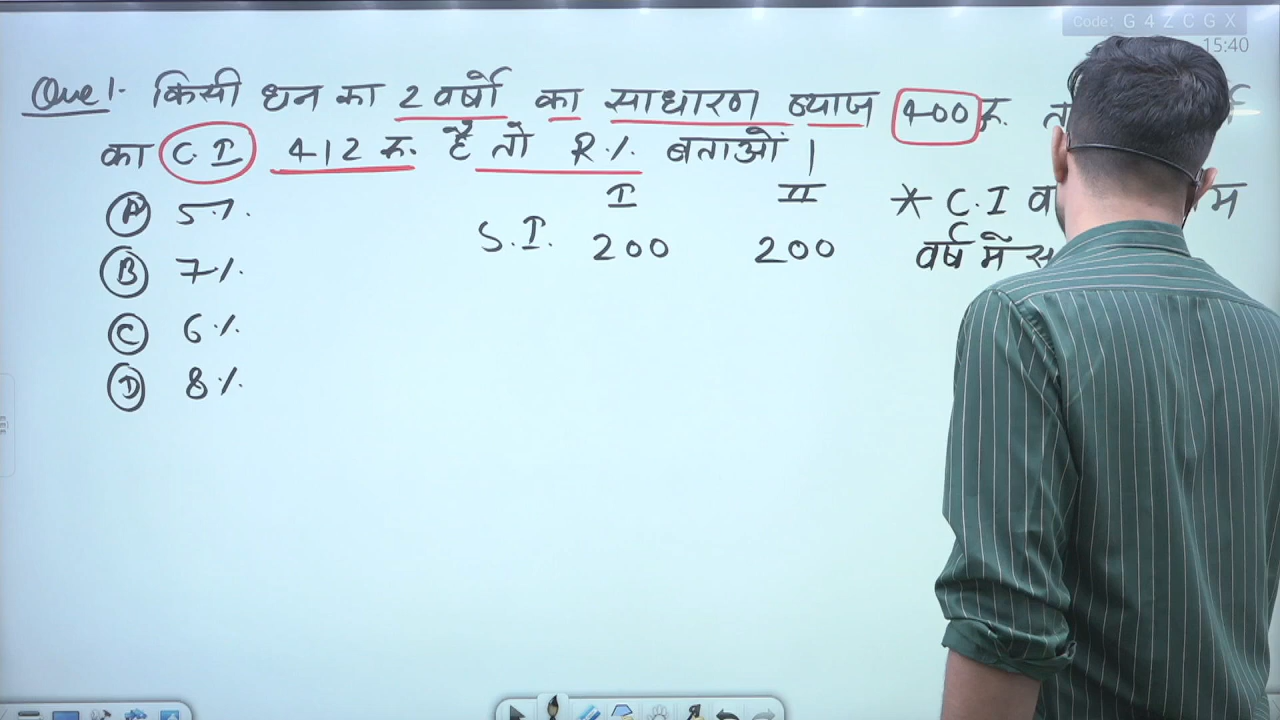 Code: G 4 Z C G X
15:40
Que 1. किसी धन का 2 वर्षो का साधारण ब्याज 400 रु.
का C.I 412 रु. है तो R% बताओं |
(A) 5%
(B) 7%
(C) 6%
(D) 8%
I II
S.I. 200 200
* C.I
वर्ष में